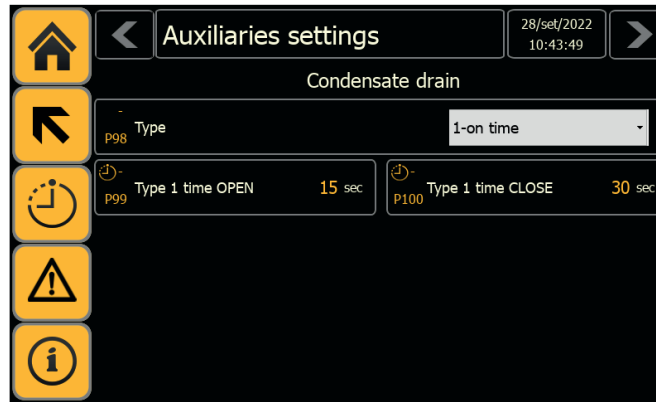 Auxiliaries settings
28/set/2022
10:43:49
Condensate drain
-
P98 Type
1-on time
-
P99 Type 1 time OPEN 15 sec
-
P100 Type 1 time CLOSE 30 sec
i